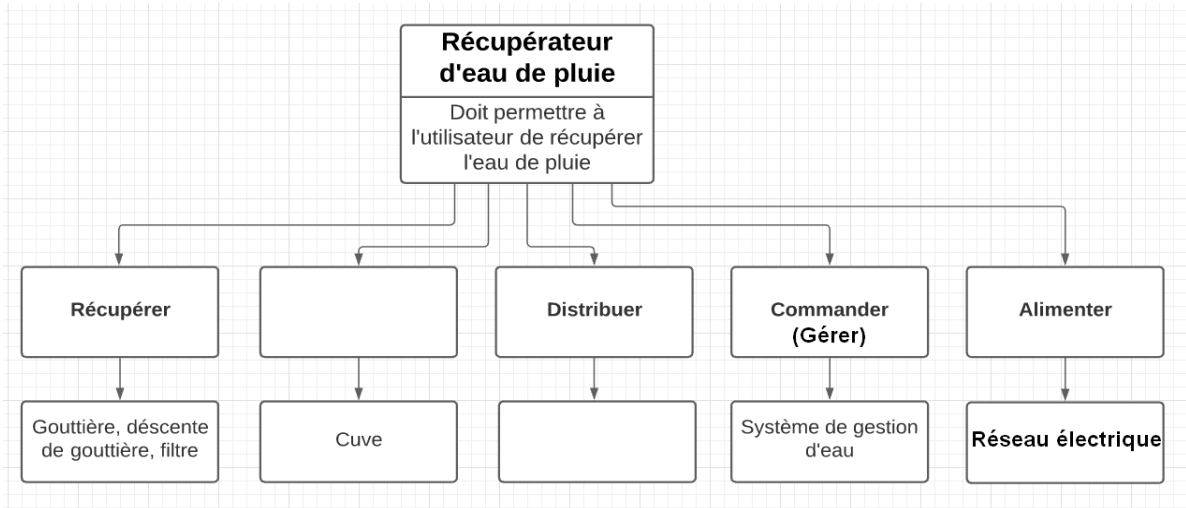 Récupérateur
d'eau de pluie
Doit permettre à
l'utilisateur de récupérer
l'eau de pluie
Récupérer
Distribuer
Commander
(Gérer)
Alimenter
Gouttière, déscente
de gouttière, filtre
Cuve
Système de gestion
d'eau
Réseau électrique